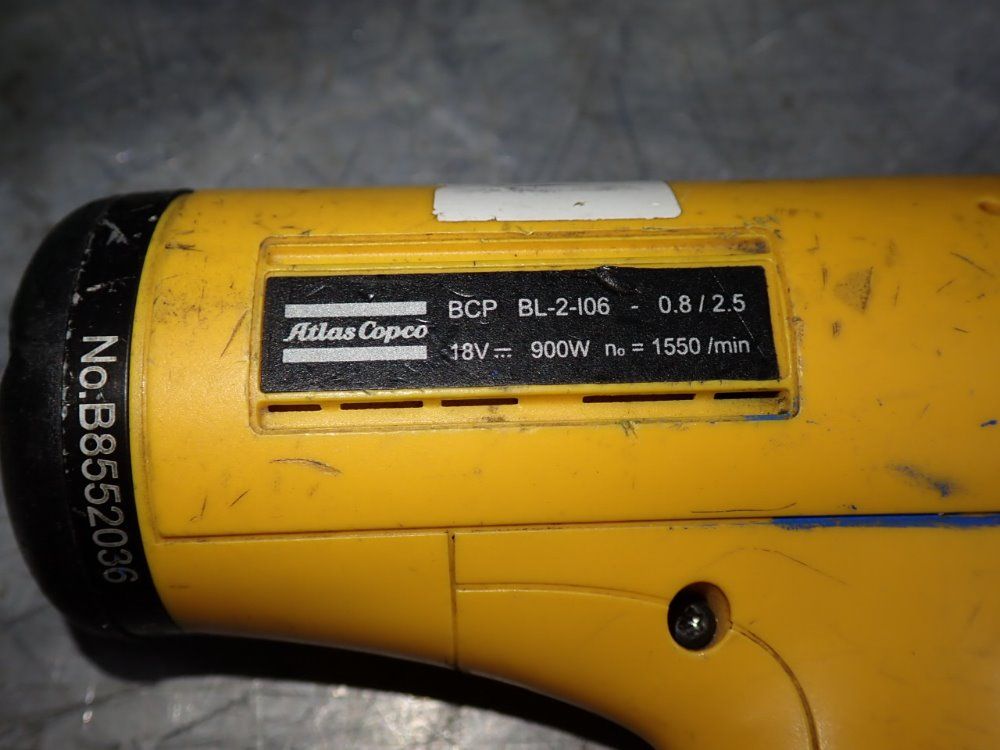 Atlas Copco
BCP BL-2-I06 - 0.8 / 2.5
18V ⎓ 900W n₀ = 1550 /min
No.B8552036